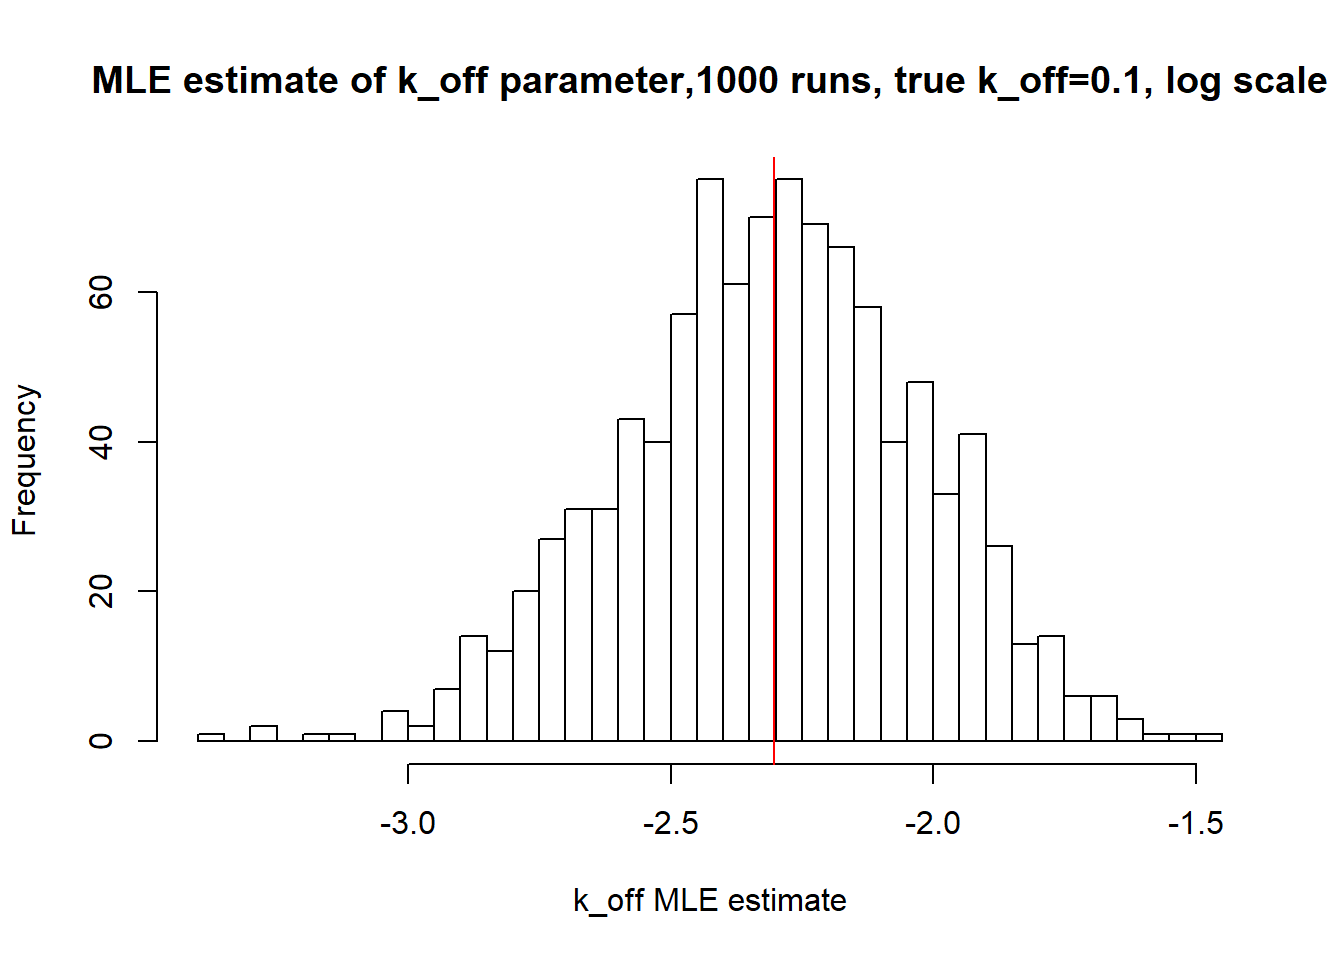 MLE estimate of k_off parameter,1000 runs, true k_off=0.1, log scale
Frequency
60
40
20
0
-3.0 -2.5 -2.0 -1.5
k_off MLE estimate